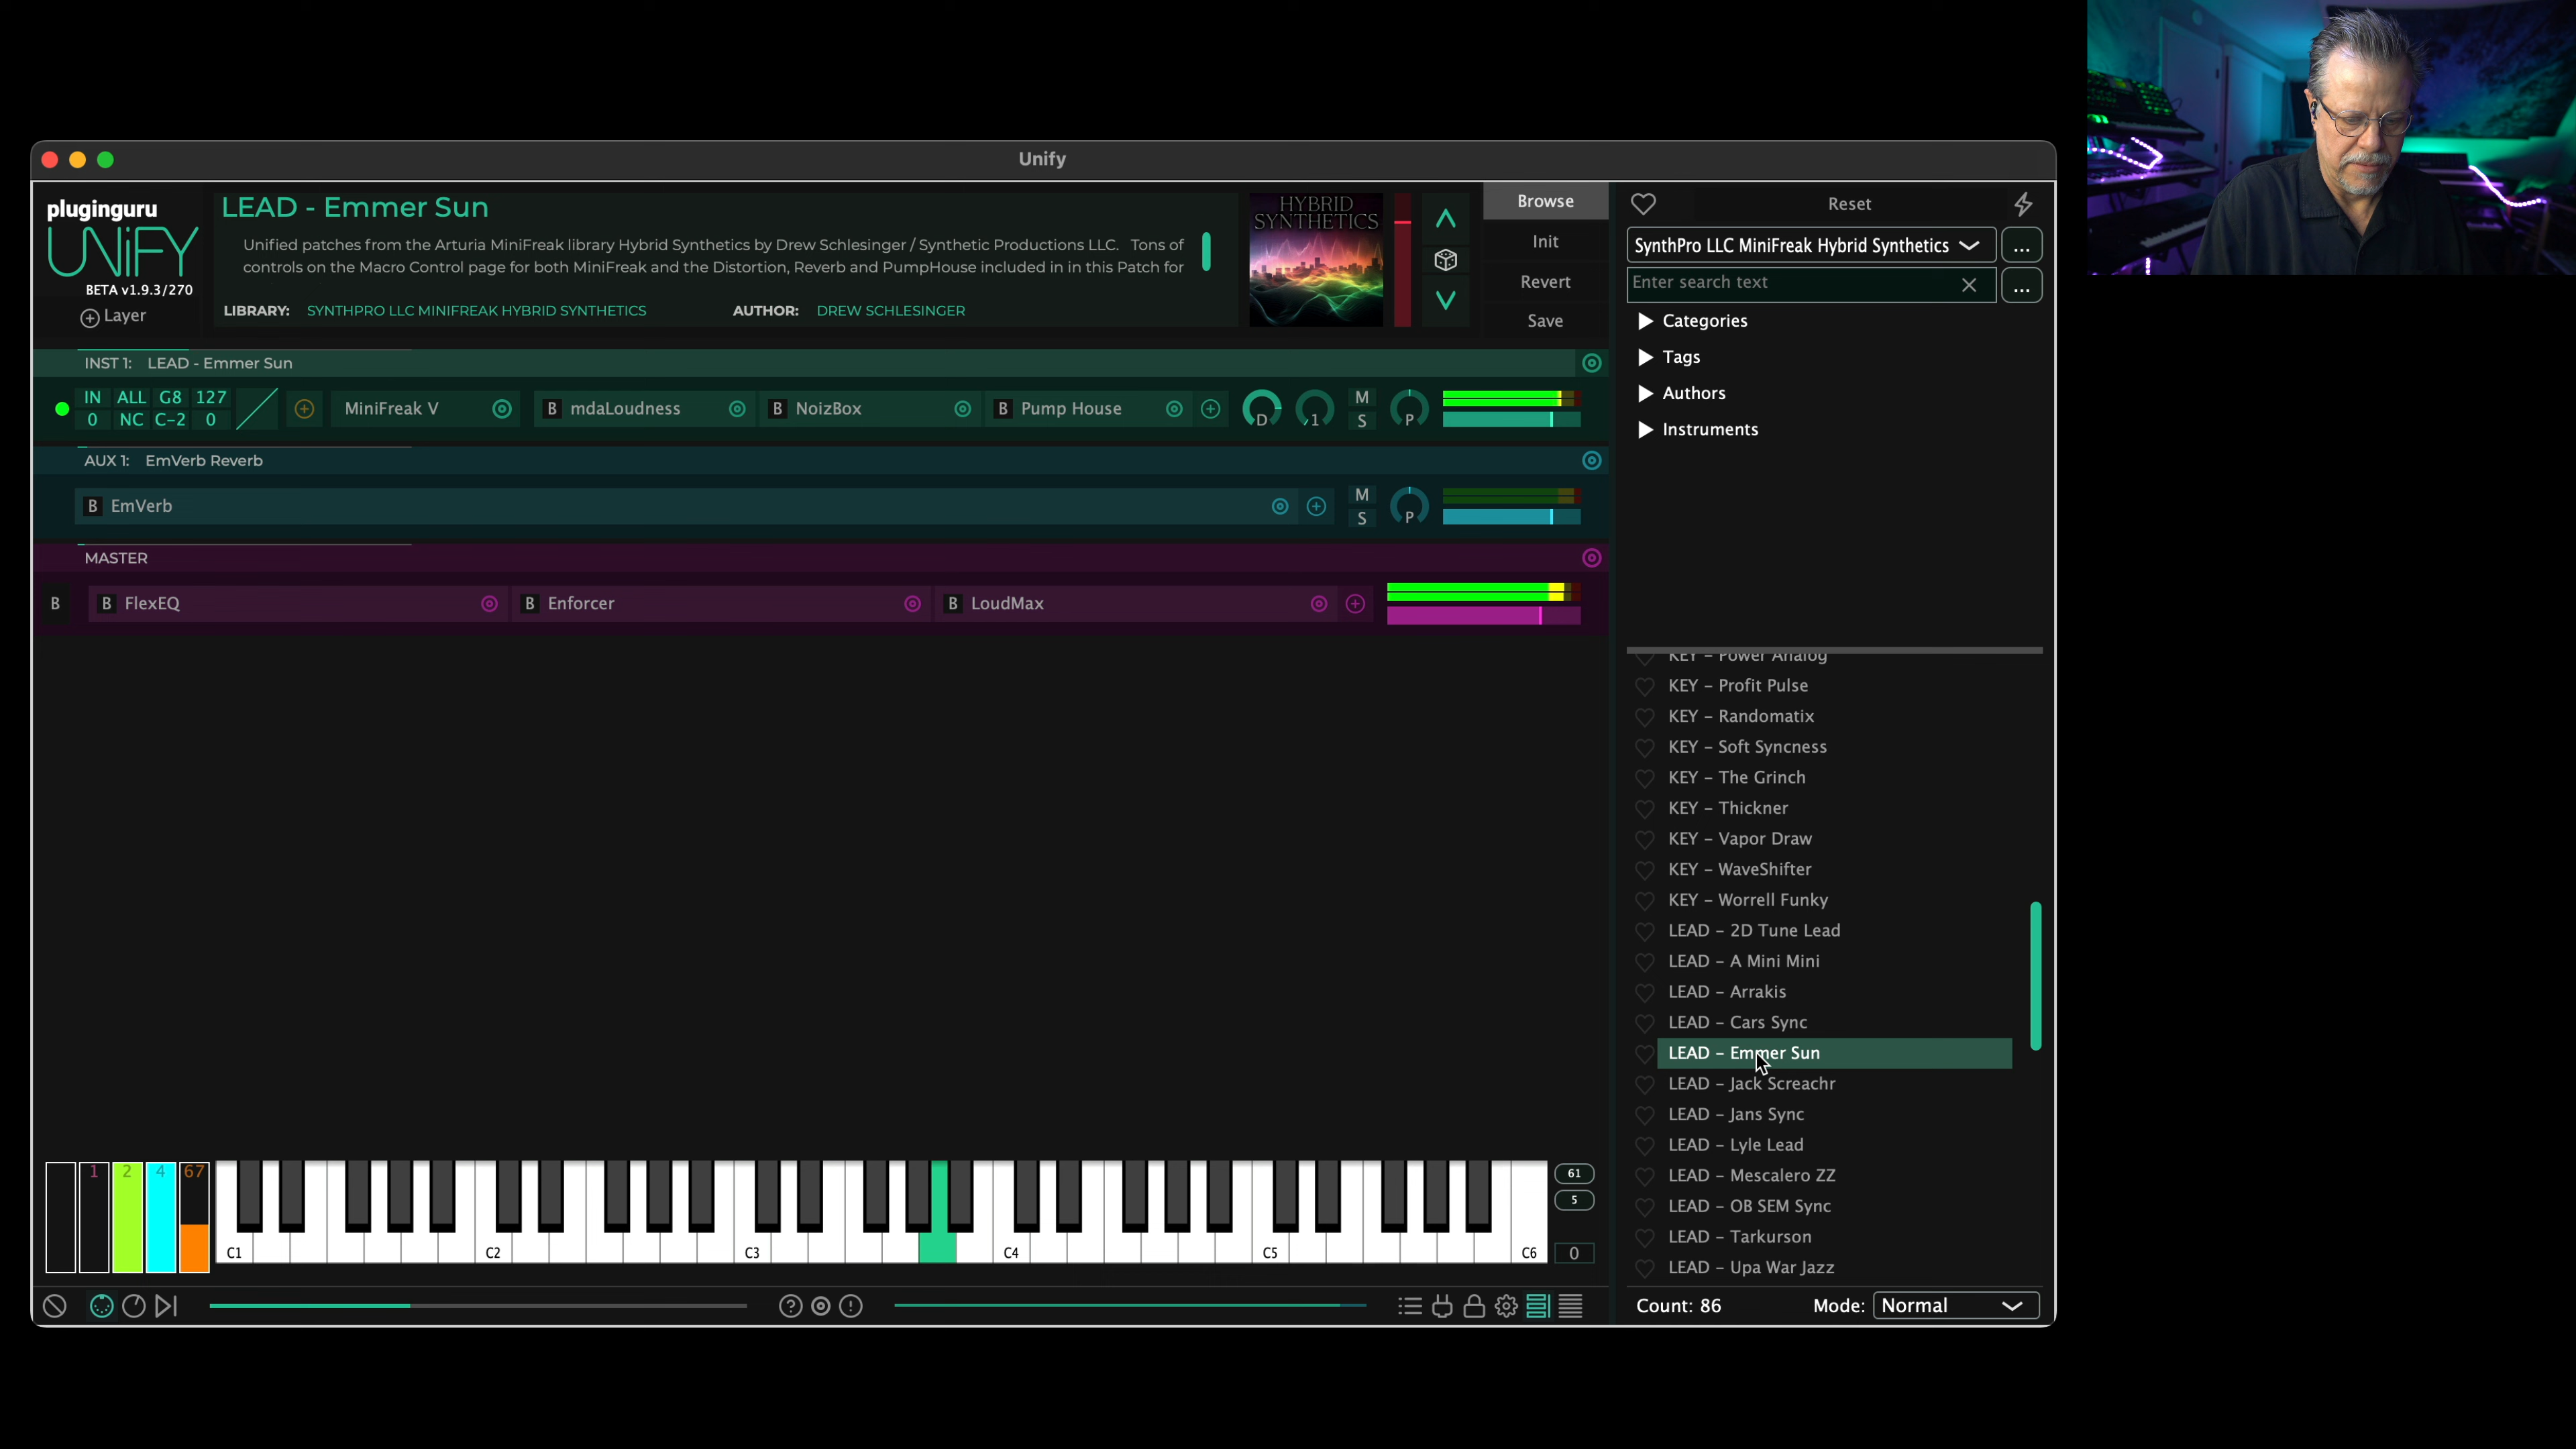 Unify
pluginguru
UNIFY
BETA v1.9.3/270
Layer
LEAD - Emmer Sun
Unified patches from the Arturia MiniFreak library Hybrid Synthetics by Drew Schlesinger / Synthetic Productions LLC. Tons of
controls on the Macro Control page for both MiniFreak and the Distortion, Reverb and PumpHouse included in in this Patch for
LIBRARY: SYNTHPRO LLC MINIFREAK HYBRID SYNTHETICS AUTHOR: DREW SCHLESINGER
HYBRID
SYNTHETICS
Browse
Init
Revert
Save
INST 1: LEAD - Emmer Sun
IN ALL G8 127
0 NC C-2 0
MiniFreak V
B mdaLoudness
B NoizBox
B Pump House
D
1
M
S
P
AUX 1: EmVerb Reverb
B EmVerb
M
S
P
MASTER
B
B FlexEQ
B Enforcer
B LoudMax
1 2 4 67
C1 C2 C3 C4 C5 C6
61
5
0
Reset
SynthPro LLC MiniFreak Hybrid Synthetics
...
Enter search text
...
Categories
Tags
Authors
Instruments
KEY - Power Analog
KEY - Profit Pulse
KEY - Randomatix
KEY - Soft Syncness
KEY - The Grinch
KEY - Thickner
KEY - Vapor Draw
KEY - WaveShifter
KEY - Worrell Funky
LEAD - 2D Tune Lead
LEAD - A Mini Mini
LEAD - Arrakis
LEAD - Cars Sync
LEAD - Emmer Sun
LEAD - Jack Screachr
LEAD - Jans Sync
LEAD - Lyle Lead
LEAD - Mescalero ZZ
LEAD - OB SEM Sync
LEAD - Tarkurson
LEAD - Upa War Jazz
Count: 86
Mode: Normal